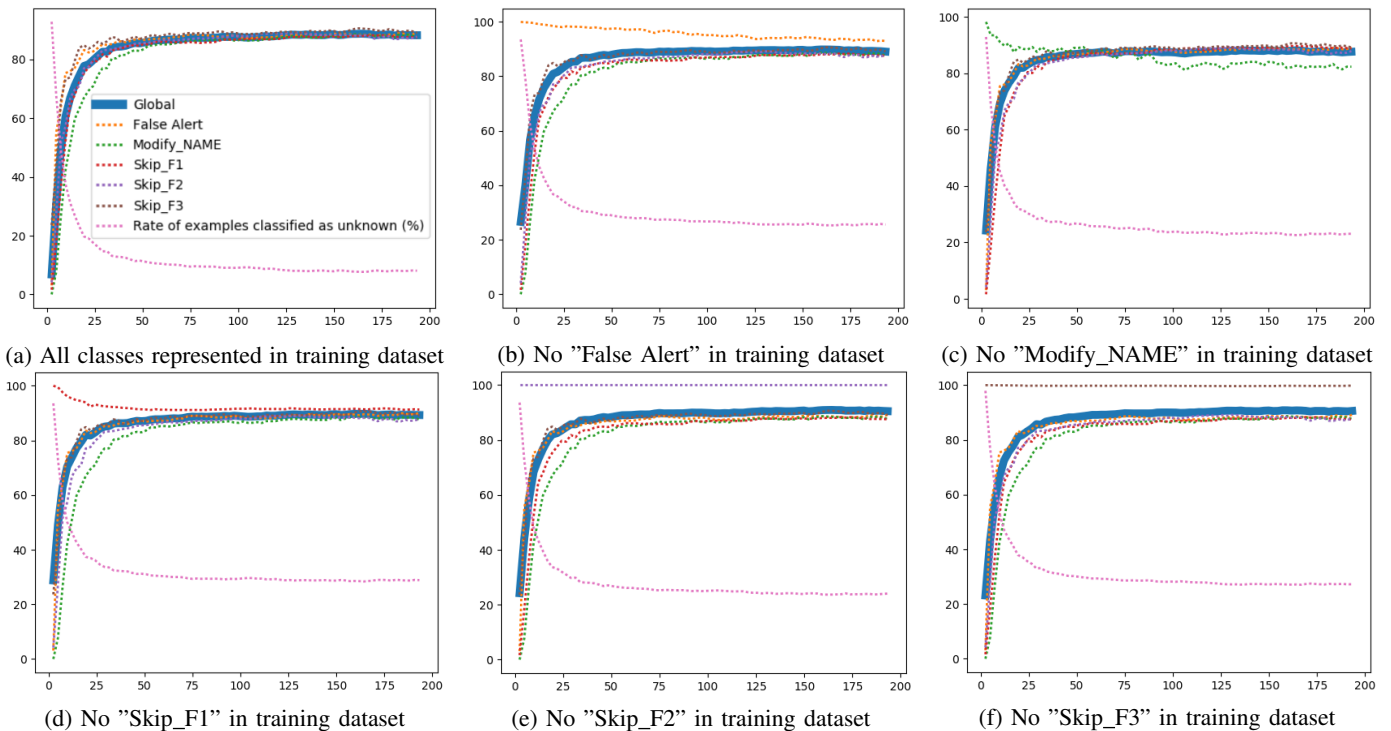 80
60
40
20
0
Global
False Alert
Modify_NAME
Skip_F1
Skip_F2
Skip_F3
Rate of examples classified as unknown (%)
0 25 50 75 100 125 150 175 200
(a) All classes represented in training dataset
100
80
60
40
20
0
0 25 50 75 100 125 150 175 200
(b) No ”False Alert” in training dataset
100
80
60
40
20
0
0 25 50 75 100 125 150 175 200
(c) No ”Modify_NAME” in training dataset
100
80
60
40
20
0
0 25 50 75 100 125 150 175 200
(d) No ”Skip_F1” in training dataset
100
80
60
40
20
0
0 25 50 75 100 125 150 175 200
(e) No ”Skip_F2” in training dataset
100
80
60
40
20
0
0 25 50 75 100 125 150 175 200
(f) No ”Skip_F3” in training dataset